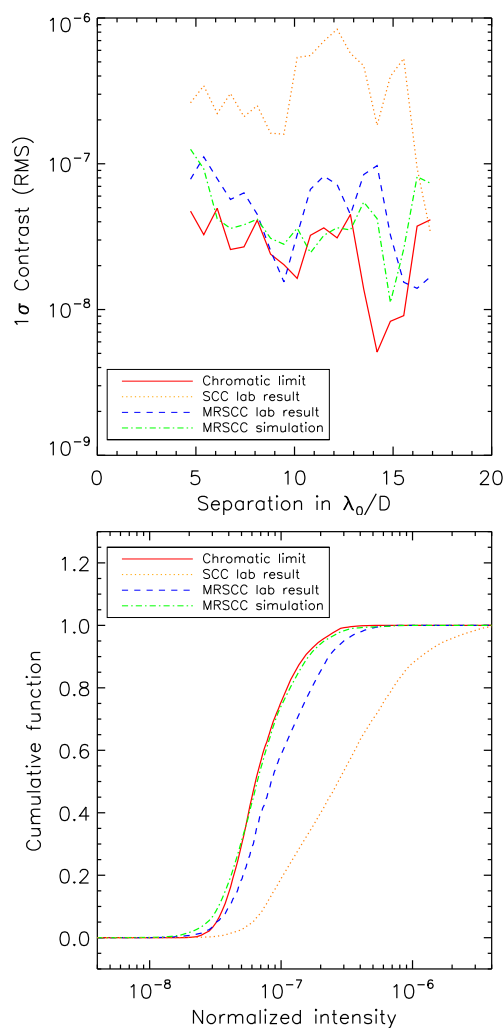 10⁻⁶
10⁻⁷
10⁻⁸
10⁻⁹
1σ Contrast (RMS)
Chromatic limit
SCC lab result
MRSCC lab result
MRSCC simulation
0 5 10 15 20
Separation in λ₀/D
1.2
1.0
0.8
0.6
0.4
0.2
0.0
Cumulative function
Chromatic limit
SCC lab result
MRSCC lab result
MRSCC simulation
10⁻⁸ 10⁻⁷ 10⁻⁶
Normalized intensity